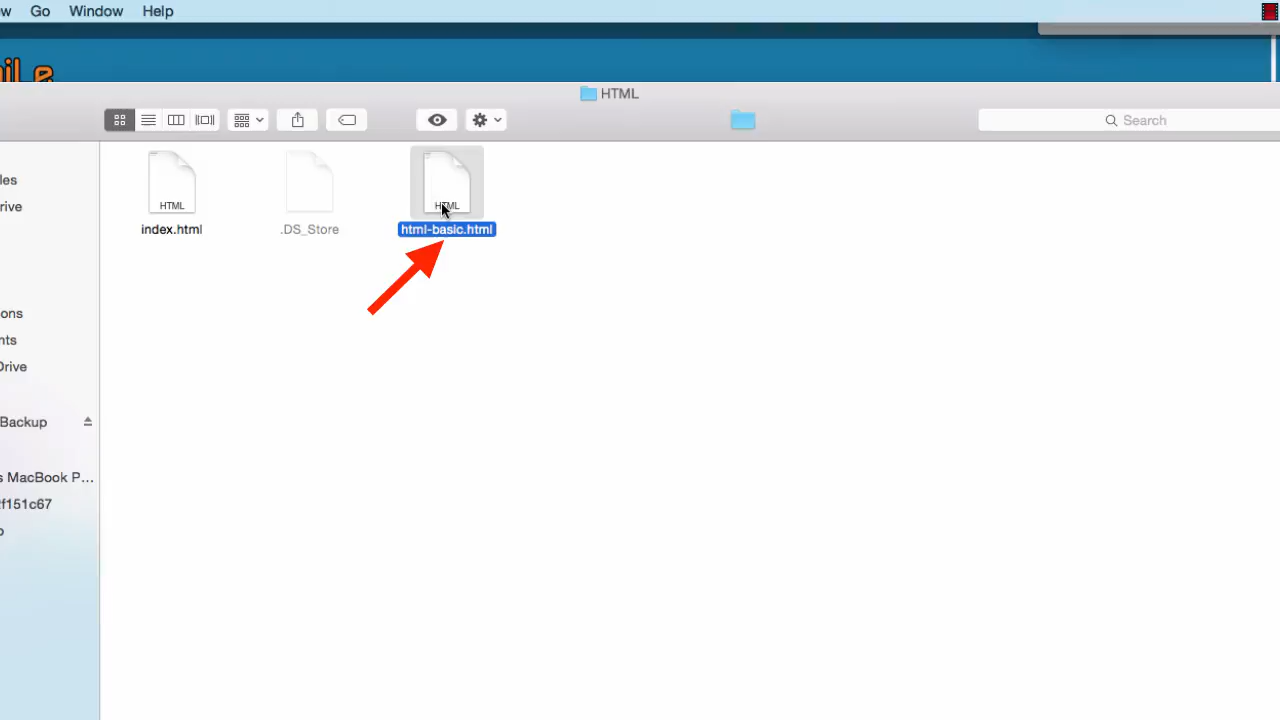 w Go Window Help
HTML
Search
HTML
HTML
index.html
.DS_Store
html-basic.html
les
rive
ons
nts
Drive
Backup
s MacBook P...
f151c67